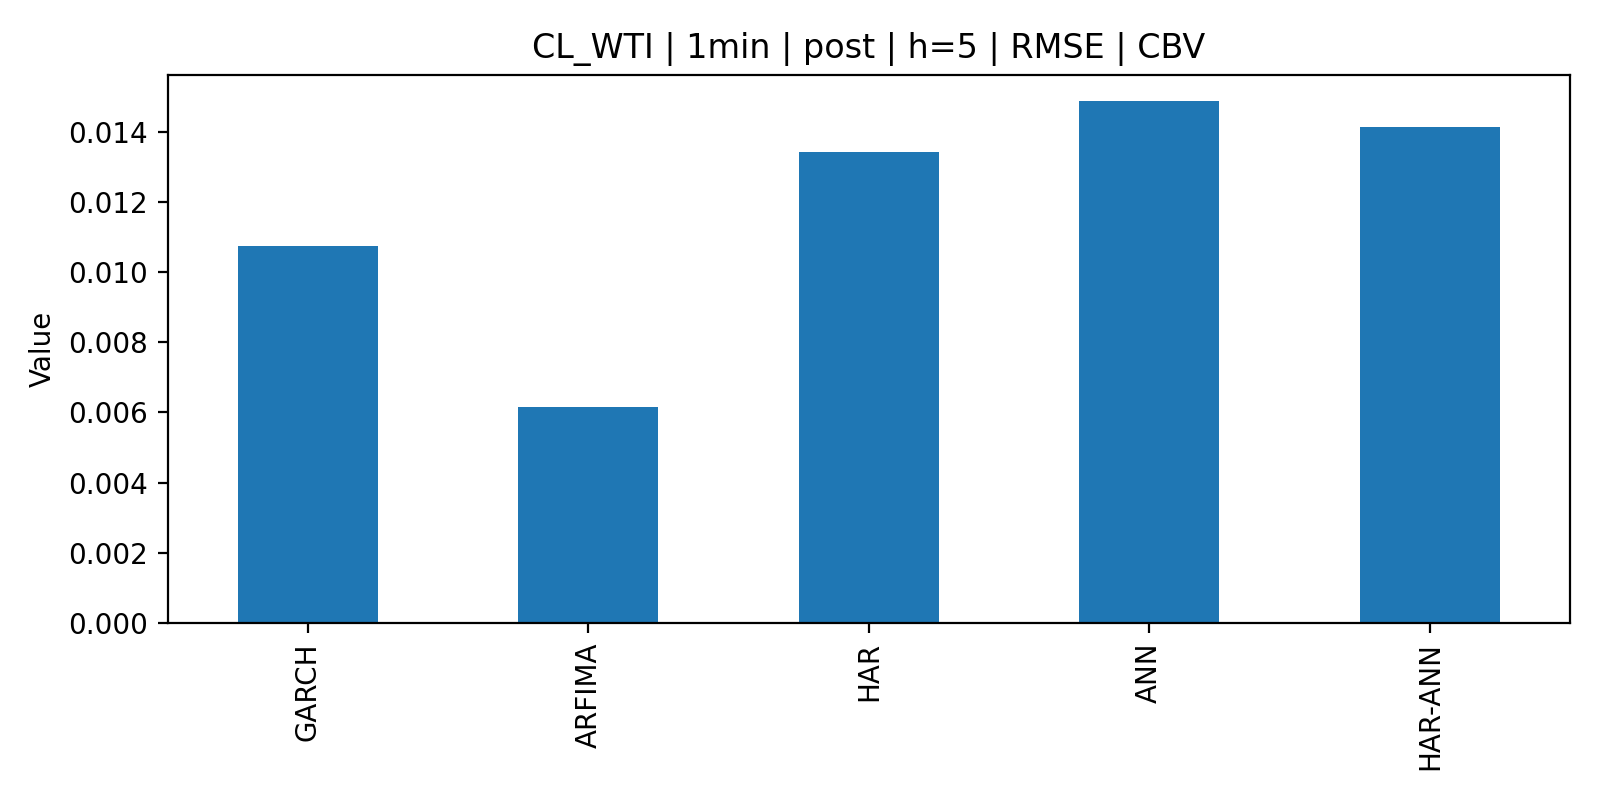 CL_WTI | 1min | post | h=5 | RMSE | CBV
Value
0.014
0.012
0.010
0.008
0.006
0.004
0.002
0.000
GARCH
ARFIMA
HAR
ANN
HAR-ANN